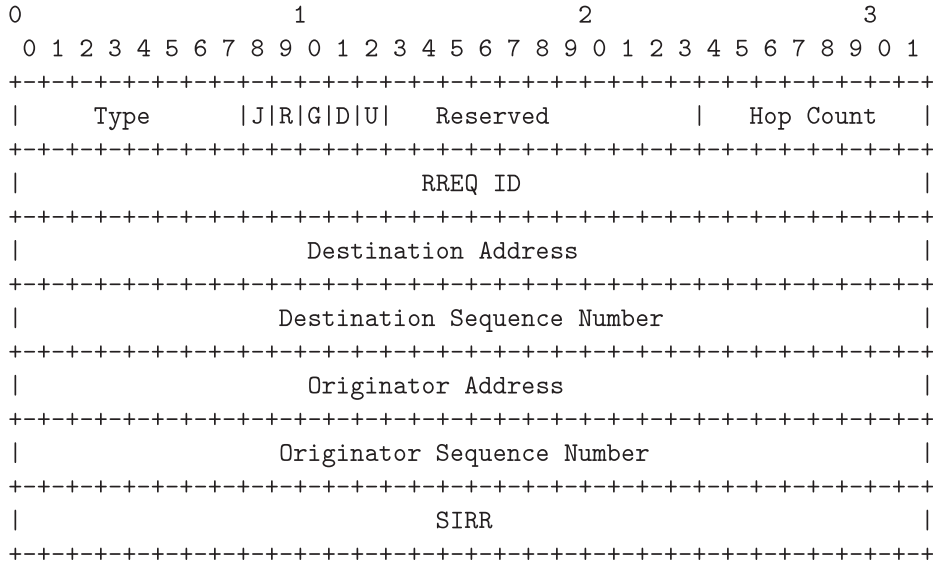 0                   1                   2                   3
 0 1 2 3 4 5 6 7 8 9 0 1 2 3 4 5 6 7 8 9 0 1 2 3 4 5 6 7 8 9 0 1
+-+-+-+-+-+-+-+-+-+-+-+-+-+-+-+-+-+-+-+-+-+-+-+-+-+-+-+-+-+-+-+-+
|     Type      |J|R|G|D|U|   Reserved          |   Hop Count   |
+-+-+-+-+-+-+-+-+-+-+-+-+-+-+-+-+-+-+-+-+-+-+-+-+-+-+-+-+-+-+-+-+
|                            RREQ ID                            |
+-+-+-+-+-+-+-+-+-+-+-+-+-+-+-+-+-+-+-+-+-+-+-+-+-+-+-+-+-+-+-+-+
|                    Destination Address                        |
+-+-+-+-+-+-+-+-+-+-+-+-+-+-+-+-+-+-+-+-+-+-+-+-+-+-+-+-+-+-+-+-+
|                  Destination Sequence Number                  |
+-+-+-+-+-+-+-+-+-+-+-+-+-+-+-+-+-+-+-+-+-+-+-+-+-+-+-+-+-+-+-+-+
|                    Originator Address                         |
+-+-+-+-+-+-+-+-+-+-+-+-+-+-+-+-+-+-+-+-+-+-+-+-+-+-+-+-+-+-+-+-+
|                  Originator Sequence Number                   |
+-+-+-+-+-+-+-+-+-+-+-+-+-+-+-+-+-+-+-+-+-+-+-+-+-+-+-+-+-+-+-+-+
|                             SIRR                              |
+-+-+-+-+-+-+-+-+-+-+-+-+-+-+-+-+-+-+-+-+-+-+-+-+-+-+-+-+-+-+-+-+